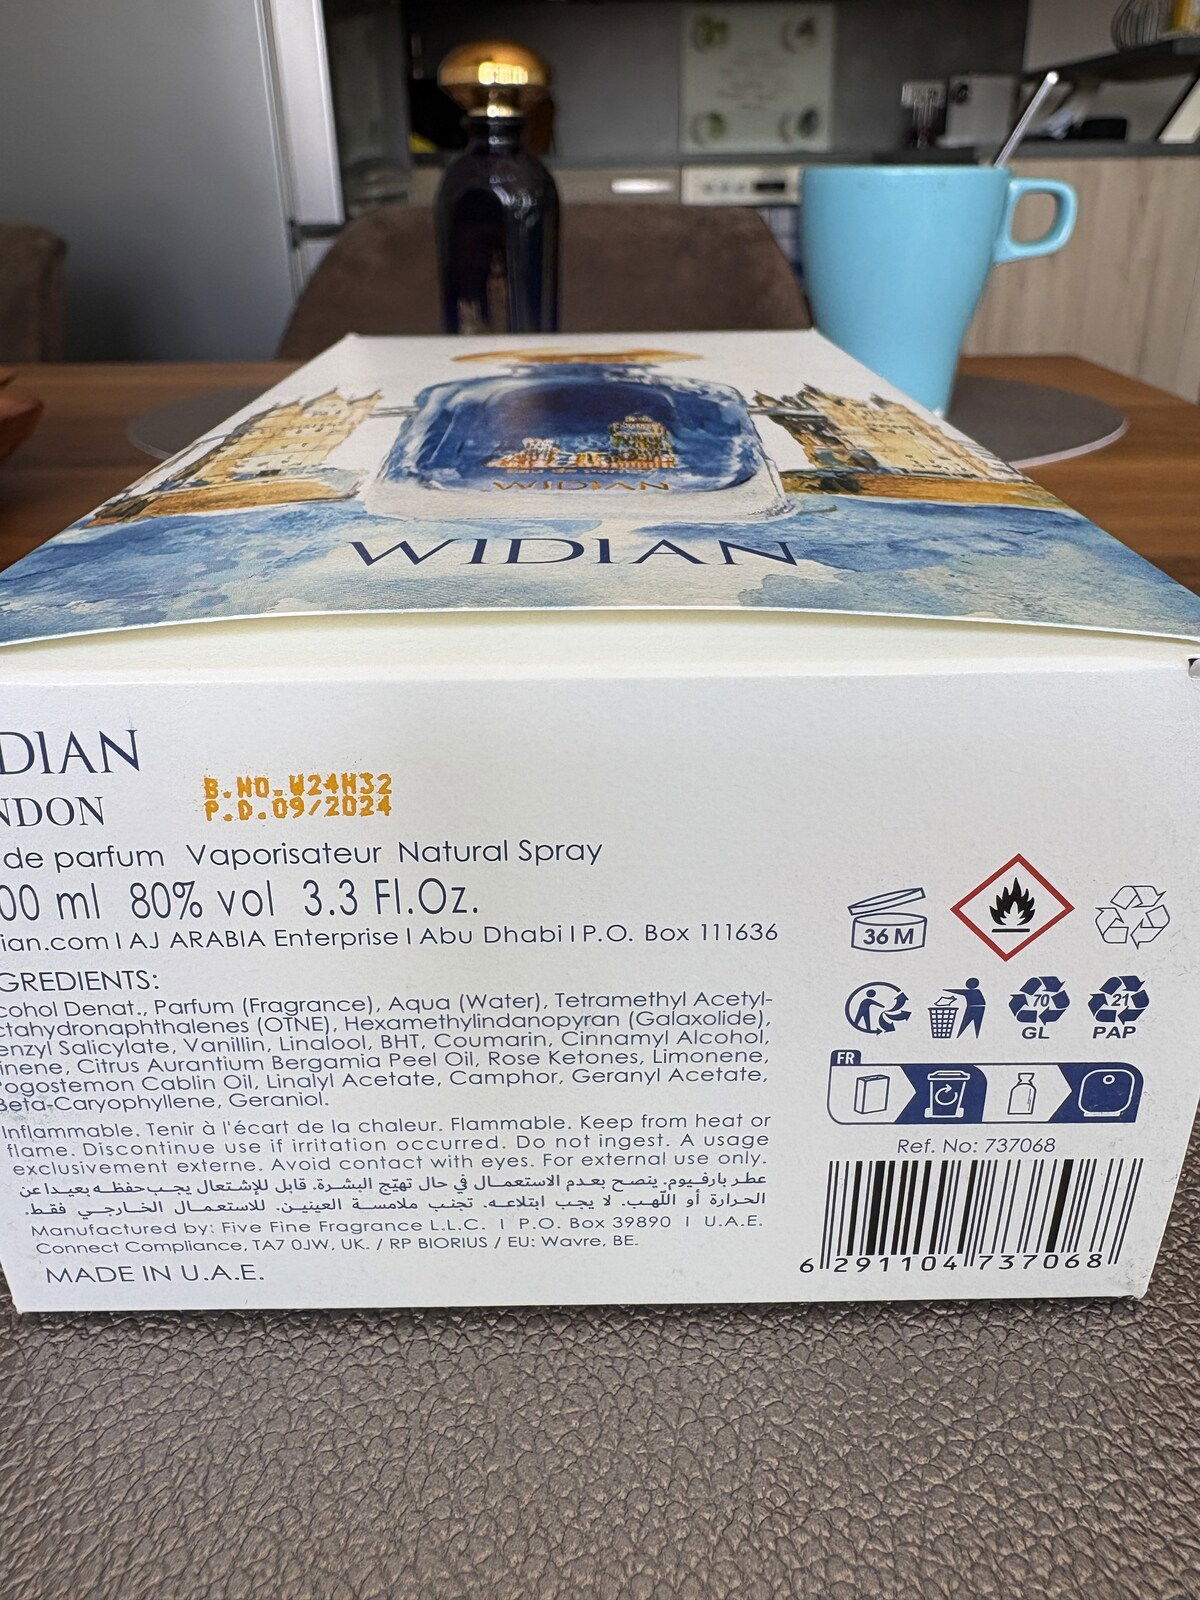 WIDIAN
WIDIAN
DIAN
B.NO.W24H32
NDON
P.D.09/2024
de parfum Vaporisateur Natural Spray
00 ml 80% vol 3.3 Fl.Oz.
ian.com | AJ ARABIA Enterprise | Abu Dhabi | P.O. Box 111636
GREDIENTS:
cohol Denat., Parfum (Fragrance), Aqua (Water), Tetramethyl Acetyl-
ctahydronaphthalenes (OTNE), Hexamethylindanopyran (Galaxolide),
enzyl Salicylate, Vanillin, Linalool, BHT, Coumarin, Cinnamyl Alcohol,
inene, Citrus Aurantium Bergamia Peel Oil, Rose Ketones, Limonene,
Pogostemon Cablin Oil, Linalyl Acetate, Camphor, Geranyl Acetate,
Beta-Caryophyllene, Geraniol.
Inflammable. Tenir à l'écart de la chaleur. Flammable. Keep from heat or
flame. Discontinue use if irritation occurred. Do not ingest. A usage
exclusivement externe. Avoid contact with eyes. For external use only.
عطر بارفيوم. ينصح بعدم الاستعمال في حال تهيّج البشرة. قابل للإشتعال يجب حفظه بعيدا عن
الحرارة أو اللّهب. لا يجب ابتلاعه. تجنب ملامسة العينين. للاستعمال الخارجي فقط.
Manufactured by: Five Fine Fragrance L.L.C. | P.O. Box 39890 | U.A.E.
Connect Compliance, TA7 0JW, UK. / RP BIORIUS / EU: Wavre, BE.
MADE IN U.A.E.
36 M
70
GL
21
PAP
FR
Ref. No: 737068
6 291104 737068